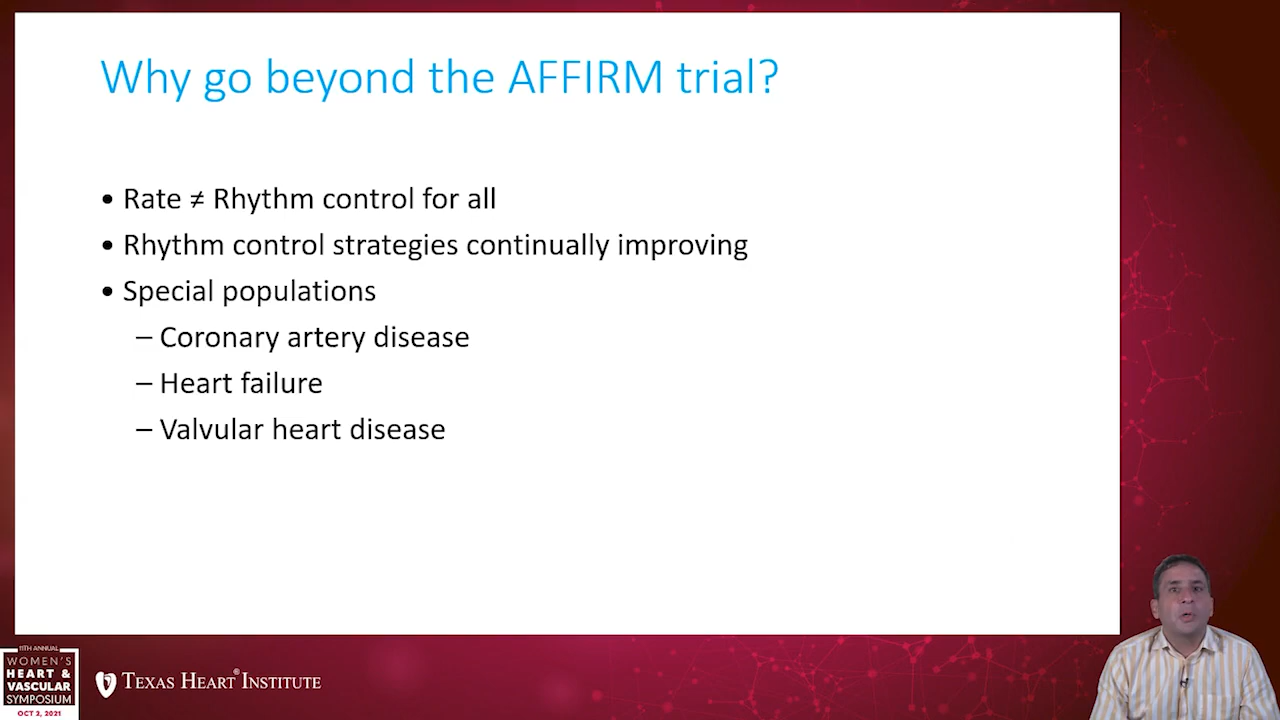 Why go beyond the AFFIRM trial?
• Rate ≠ Rhythm control for all
• Rhythm control strategies continually improving
• Special populations
– Coronary artery disease
– Heart failure
– Valvular heart disease
11TH ANNUAL
WOMEN'S
HEART &
VASCULAR
SYMPOSIUM
OCT 2, 2021
TEXAS HEART® INSTITUTE